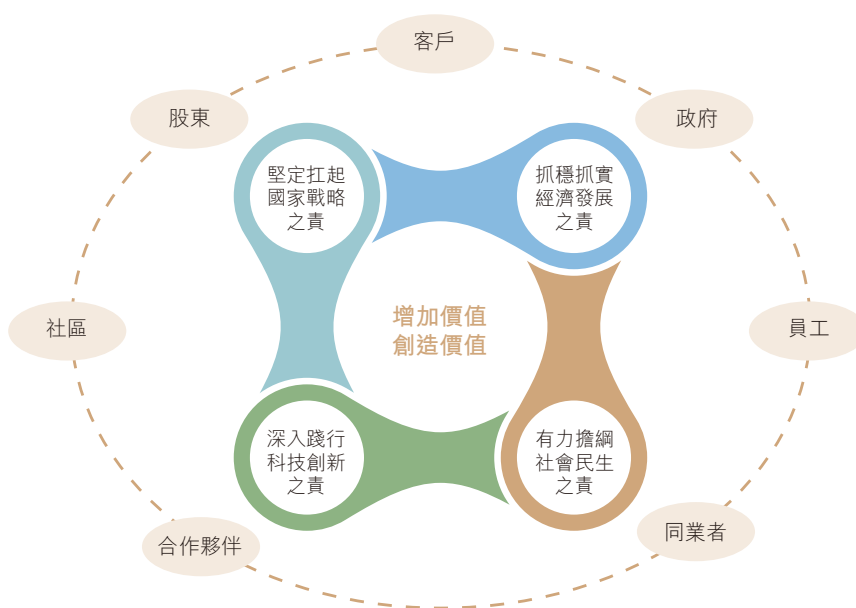 客戶
股東
政府
堅定扛起
國家戰略
之責
抓穩抓實
經濟發展
之責
增加價值
創造價值
社區
員工
深入踐行
科技創新
之責
有力擔綱
社會民生
之責
合作夥伴
同業者